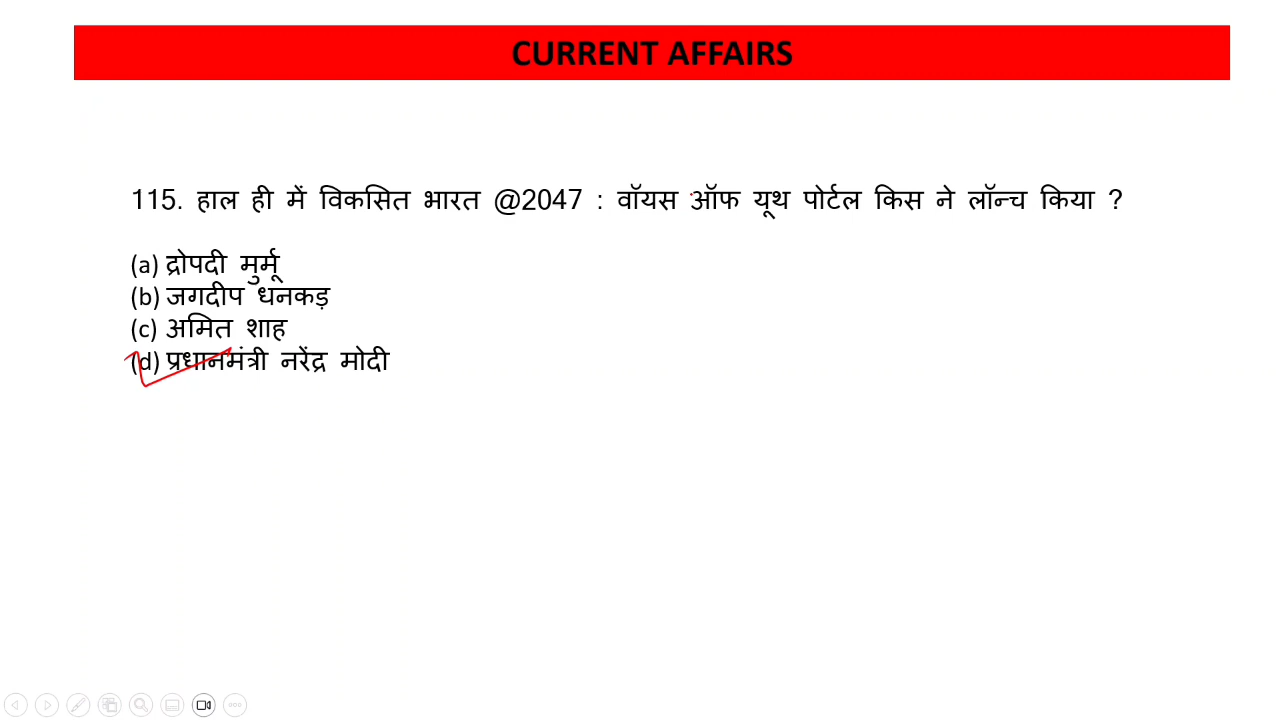 CURRENT AFFAIRS
115. हाल ही में विकसित भारत @2047 : वॉयस ऑफ यूथ पोर्टल किस ने लॉन्च किया ?
(a) द्रोपदी मुर्मू
(b) जगदीप धनकड़
(c) अमित शाह
(d) प्रधानमंत्री नरेंद्र मोदी